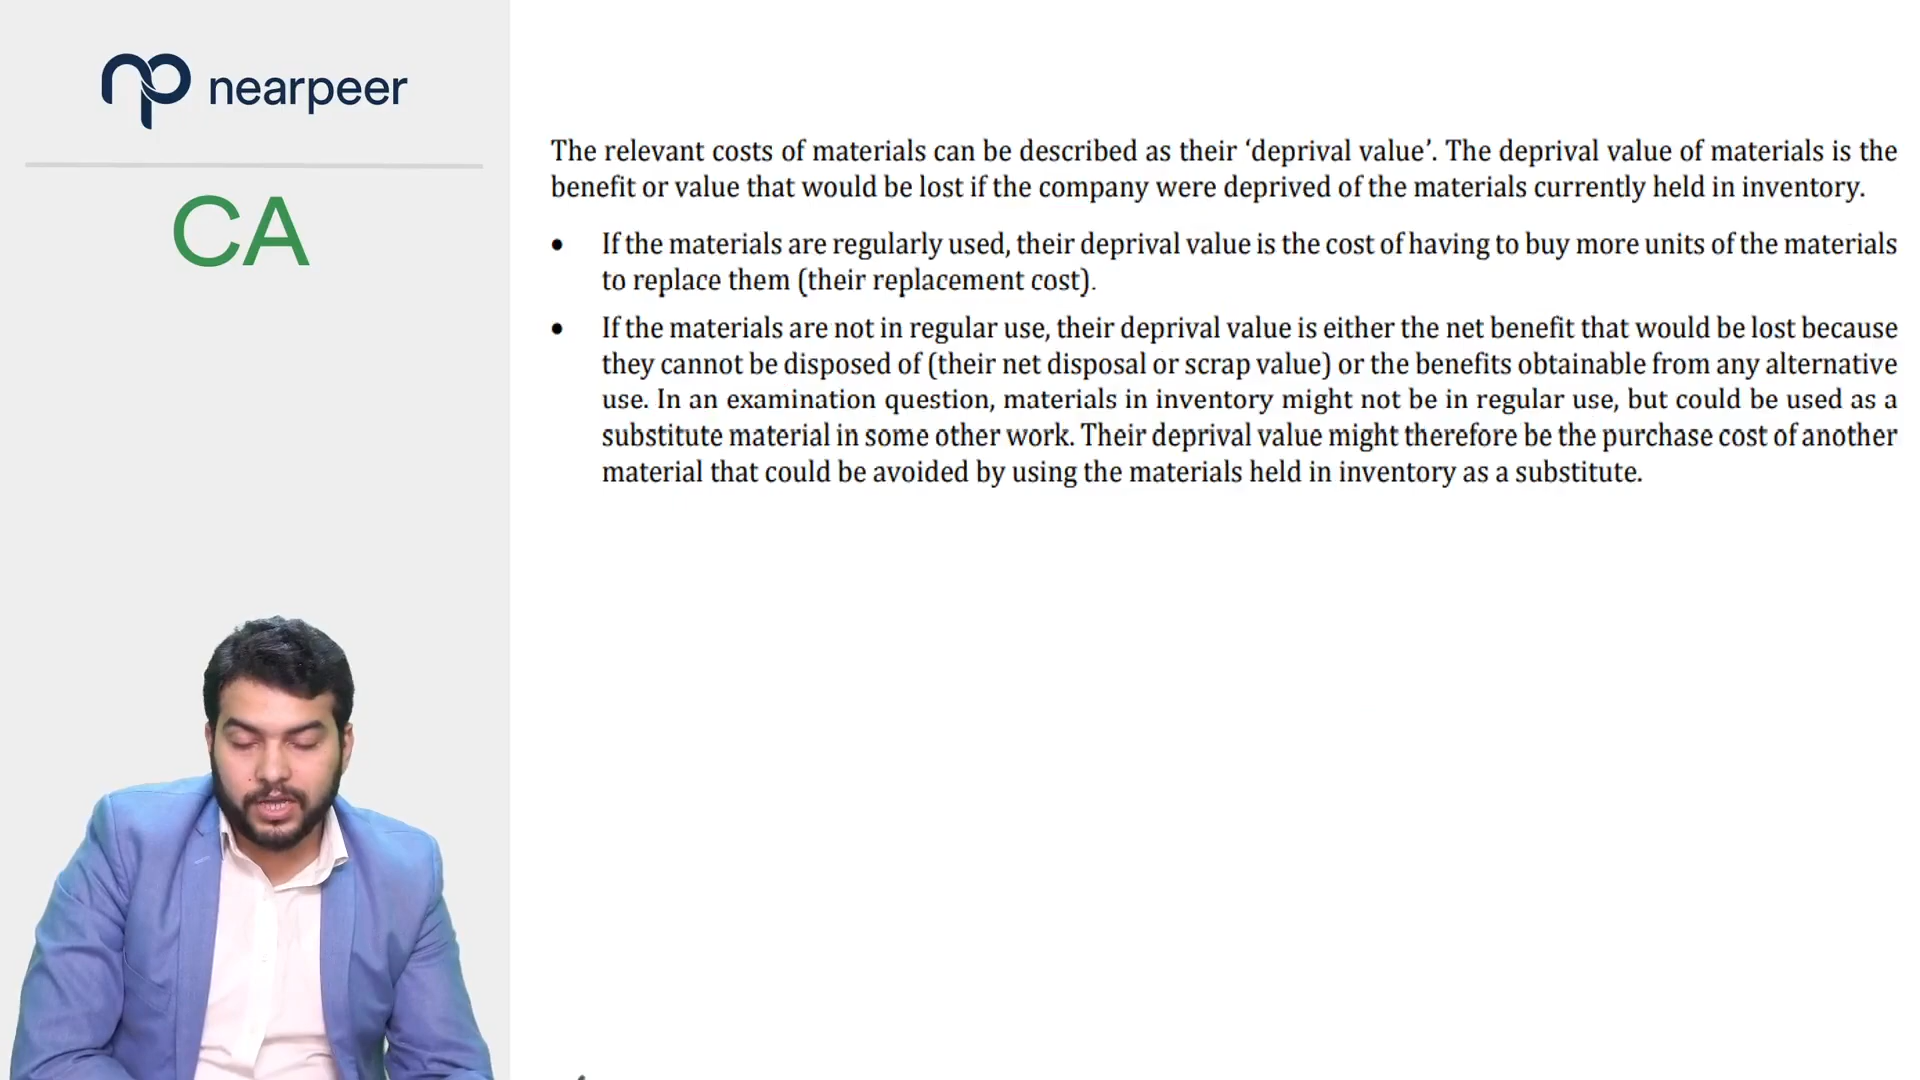 nearpeer
CA
The relevant costs of materials can be described as their ‘deprival value’. The deprival value of materials is the
benefit or value that would be lost if the company were deprived of the materials currently held in inventory.
• If the materials are regularly used, their deprival value is the cost of having to buy more units of the materials
to replace them (their replacement cost).
• If the materials are not in regular use, their deprival value is either the net benefit that would be lost because
they cannot be disposed of (their net disposal or scrap value) or the benefits obtainable from any alternative
use. In an examination question, materials in inventory might not be in regular use, but could be used as a
substitute material in some other work. Their deprival value might therefore be the purchase cost of another
material that could be avoided by using the materials held in inventory as a substitute.